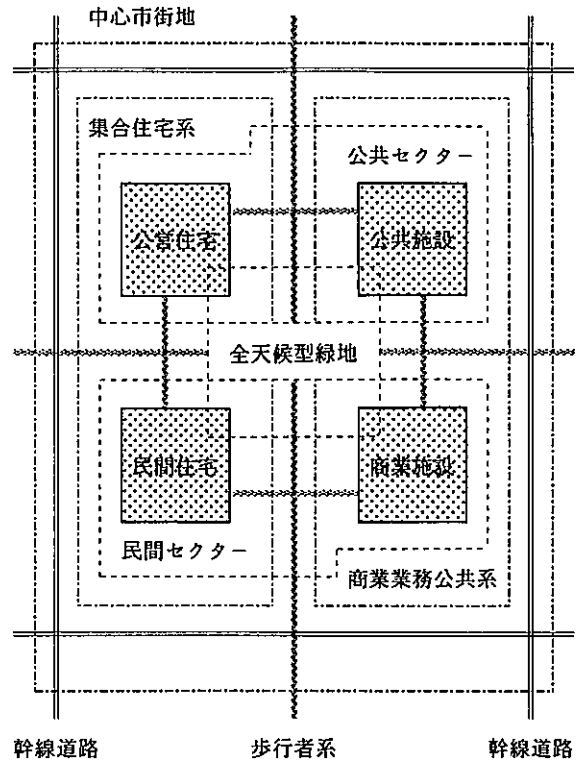 中心市街地
集合住宅系
公共セクター
公営住宅
公共施設
全天候型緑地
民間住宅
商業施設
民間セクター
商業業務公共系
幹線道路
歩行者系
幹線道路